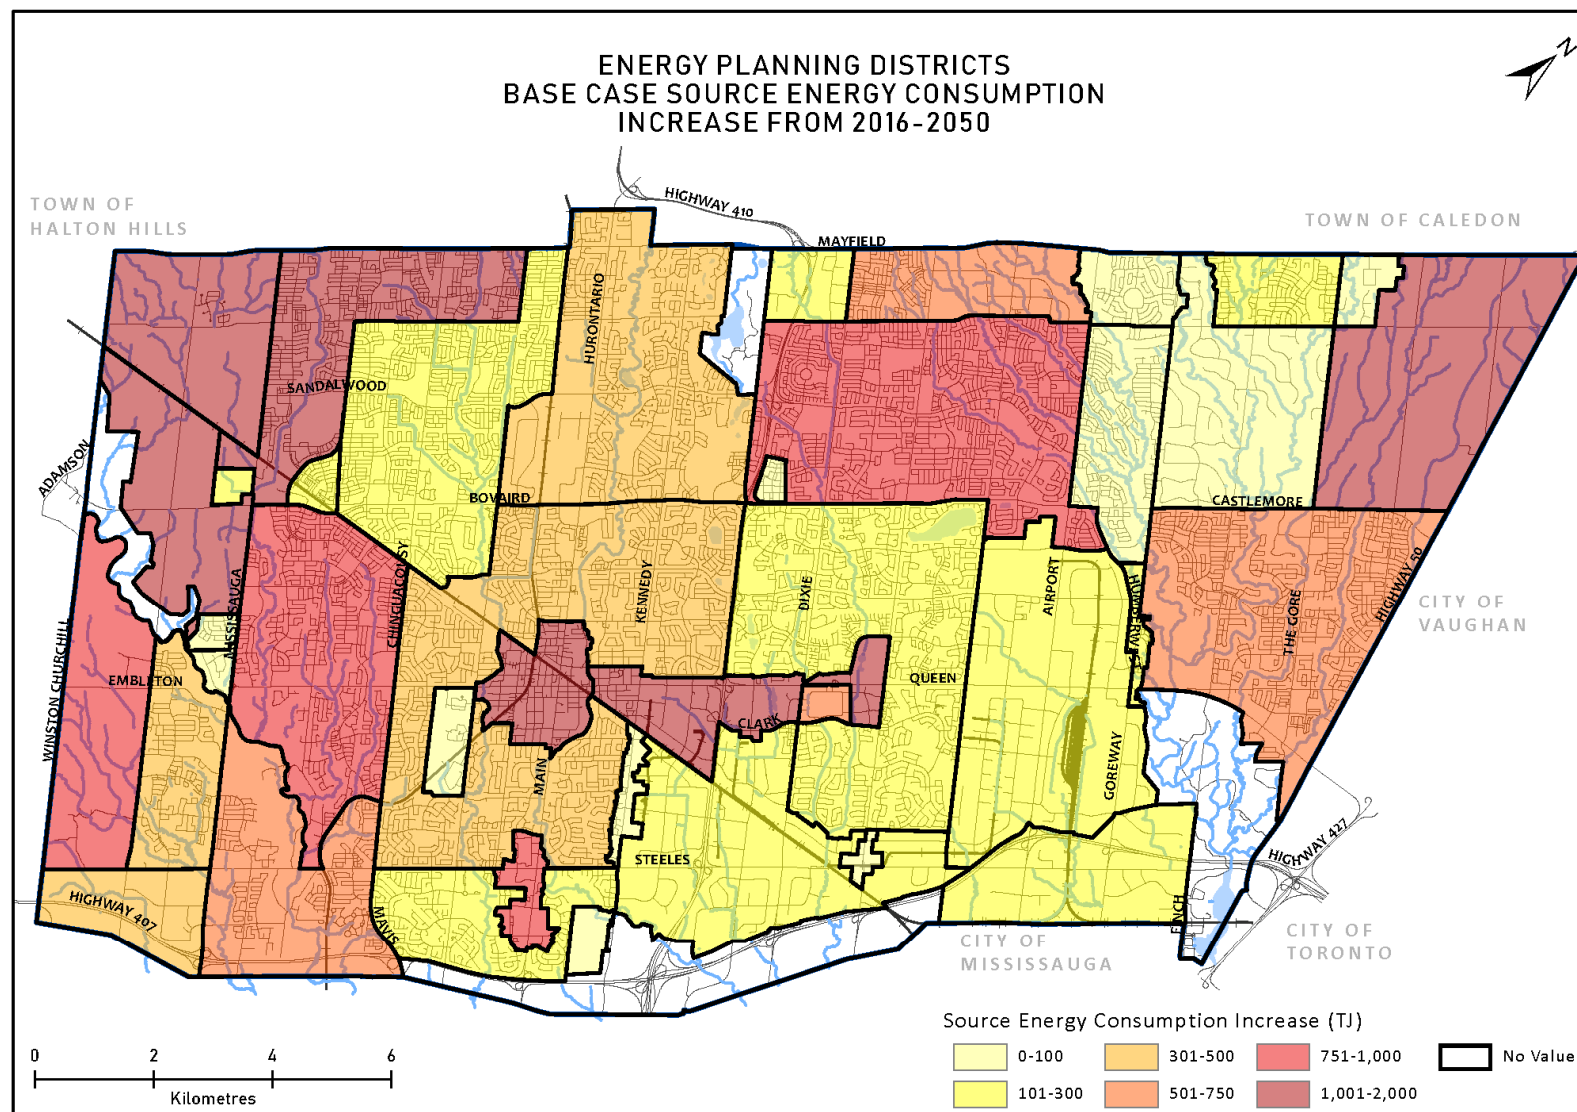 ENERGY PLANNING DISTRICTS
BASE CASE SOURCE ENERGY CONSUMPTION
INCREASE FROM 2016-2050
N
TOWN OF
HALTON HILLS
HIGHWAY 410
MAYFIELD
TOWN OF CALEDON
HURONTARIO
SANDALWOOD
ADAMSON
BOVAIRD
CASTLEMORE
CHINGUACOUSY
MISSISSAUGA
KENNEDY
DIXIE
AIRPORT
HUMBERWEST
THE GORE
HIGHWAY 50
CITY OF
VAUGHAN
WINSTON CHURCHILL
EMBLETON
QUEEN
CLARK
MAIN
GOREWAY
STEELES
HIGHWAY 427
HIGHWAY 407
MAVIS
FINCH
CITY OF
MISSISSAUGA
CITY OF
TORONTO
Source Energy Consumption Increase (TJ)
0-100
301-500
751-1,000
No Value
101-300
501-750
1,001-2,000
0 2 4 6
Kilometres